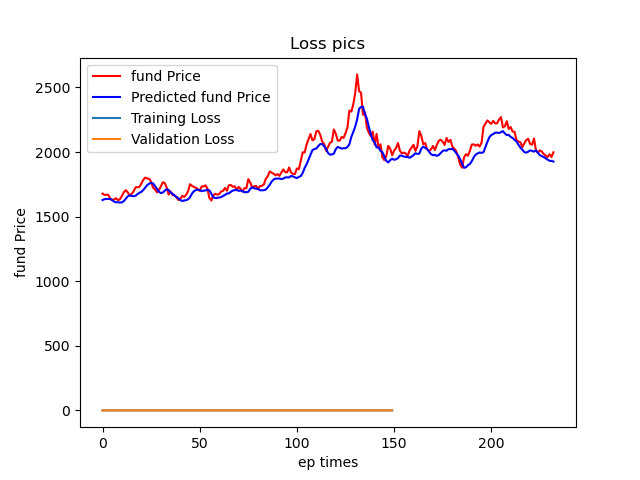 Loss pics
fund Price
Predicted fund Price
Training Loss
Validation Loss
fund Price
2500
2000
1500
1000
500
0
0 50 100 150 200
ep times